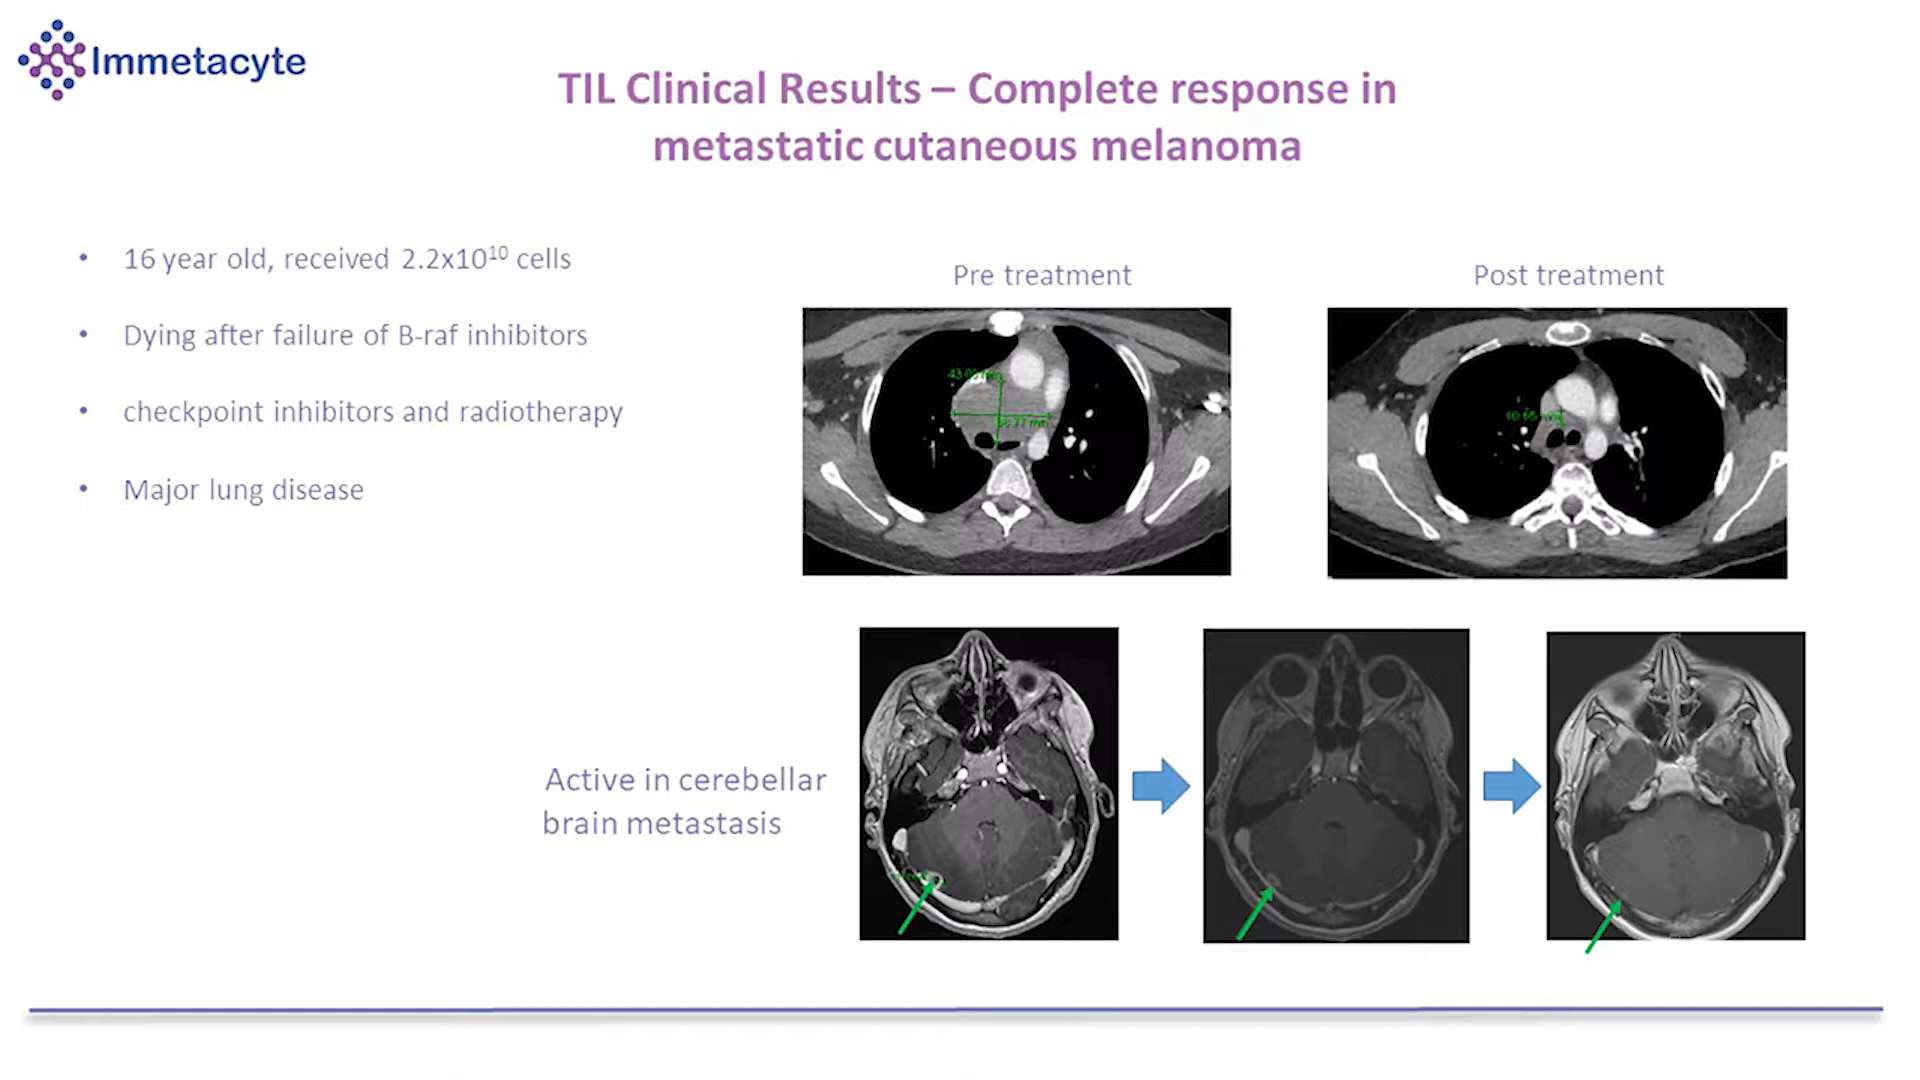 Immetacyte
TIL Clinical Results – Complete response in
metastatic cutaneous melanoma
• 16 year old, received 2.2x10¹⁰ cells
• Dying after failure of B-raf inhibitors
• checkpoint inhibitors and radiotherapy
• Major lung disease
Pre treatment
Post treatment
Active in cerebellar
brain metastasis